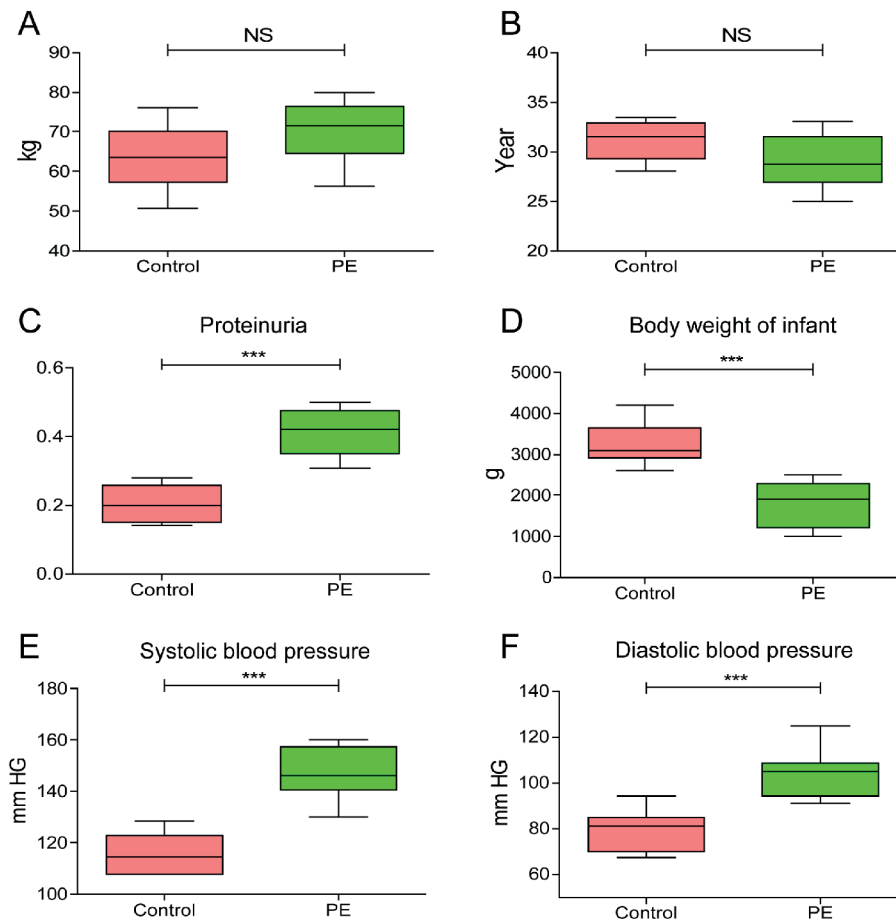 A
NS
90
80
70
60
50
40
kg
Control
PE
B
NS
40
35
30
25
20
Year
Control
PE
C
Proteinuria
***
0.6
0.4
0.2
0.0
Control
PE
D
Body weight of infant
***
5000
4000
3000
2000
1000
0
g
Control
PE
E
Systolic blood pressure
***
180
160
140
120
100
mm HG
Control
PE
F
Diastolic blood pressure
***
140
120
100
80
60
mm HG
Control
PE